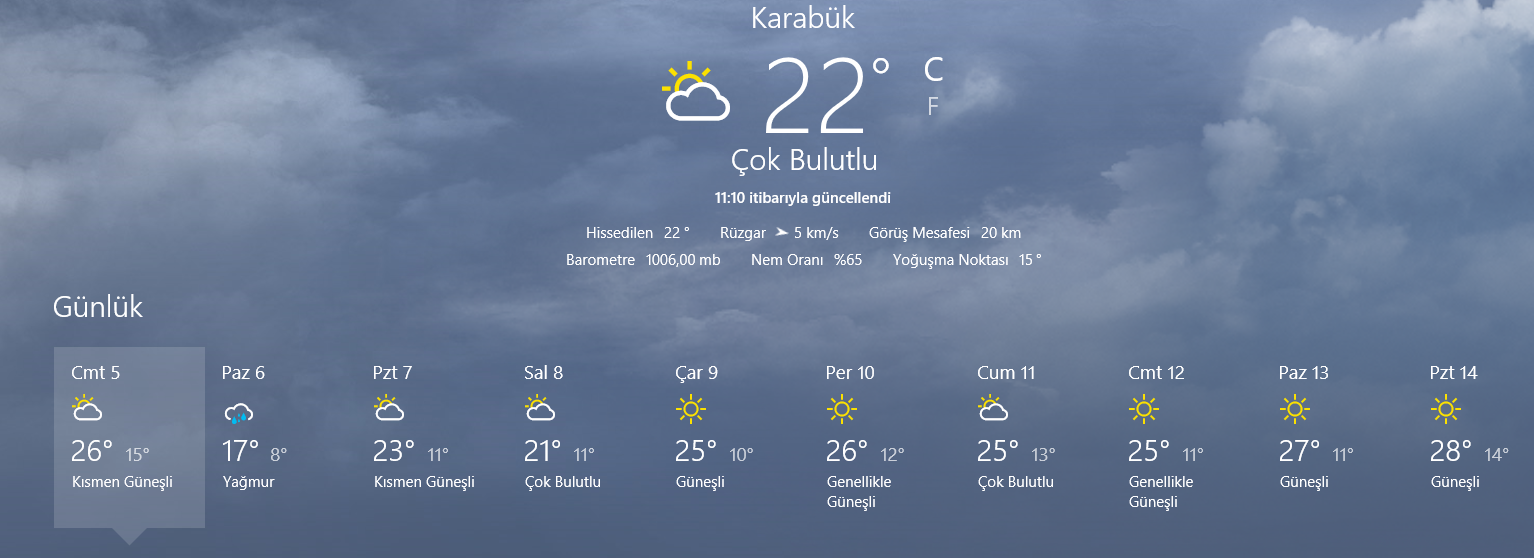 Karabük
22° C
F
Çok Bulutlu
11:10 itibarıyla güncellendi
Hissedilen 22 ° Rüzgar 5 km/s Görüş Mesafesi 20 km
Barometre 1006,00 mb Nem Oranı %65 Yoğuşma Noktası 15 °
Günlük
Cmt 5 Paz 6 Pzt 7 Sal 8 Çar 9 Per 10 Cum 11 Cmt 12 Paz 13 Pzt 14
26° 15° 17° 8° 23° 11° 21° 11° 25° 10° 26° 12° 25° 13° 25° 11° 27° 11° 28° 14°
Kısmen Güneşli Yağmur Kısmen Güneşli Çok Bulutlu Güneşli Genellikle Çok Bulutlu Genellikle Güneşli Güneşli
Güneşli Güneşli